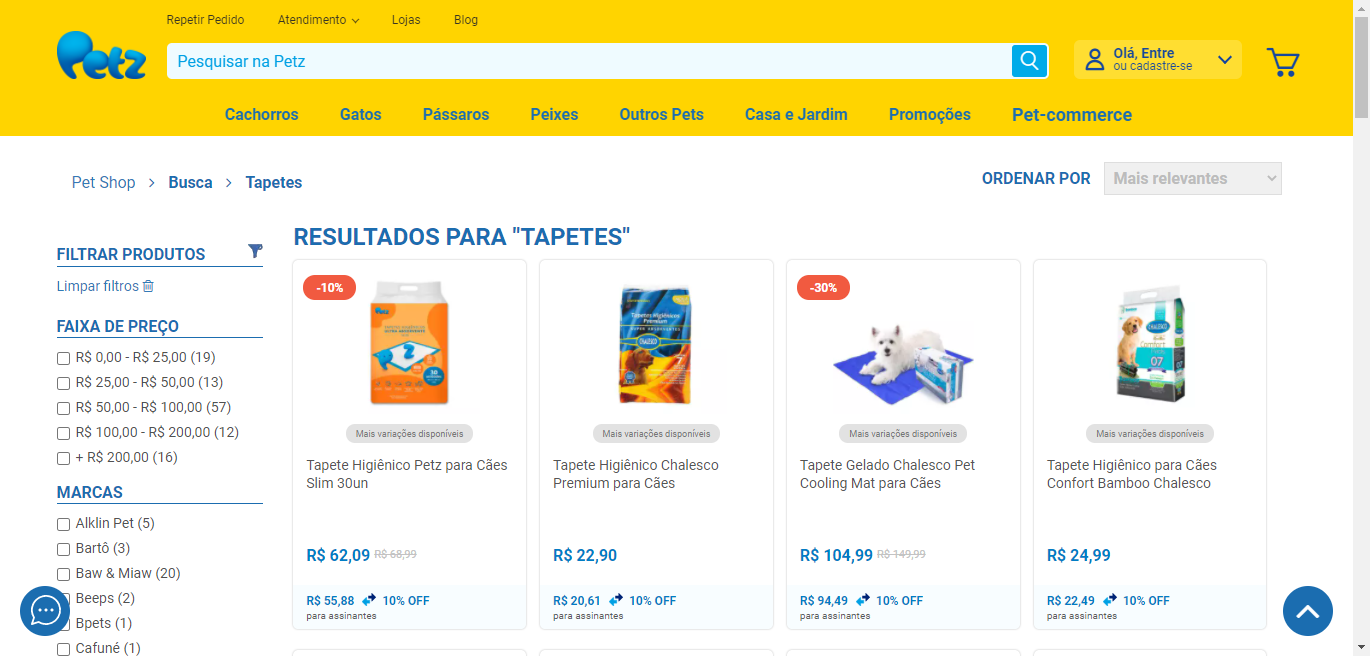 Repetir Pedido Atendimento Lojas Blog
Petz
Pesquisar na Petz
Olá, Entre
ou cadastre-se
Cachorros Gatos Pássaros Peixes Outros Pets Casa e Jardim Promoções Pet-commerce
Pet Shop > Busca > Tapetes
ORDENAR POR Mais relevantes
FILTRAR PRODUTOS
Limpar filtros
FAIXA DE PREÇO
R$ 0,00 - R$ 25,00 (19)
R$ 25,00 - R$ 50,00 (13)
R$ 50,00 - R$ 100,00 (57)
R$ 100,00 - R$ 200,00 (12)
+ R$ 200,00 (16)
MARCAS
Alklin Pet (5)
Bartô (3)
Baw & Miaw (20)
Beeps (2)
Bpets (1)
Cafuné (1)
RESULTADOS PARA "TAPETES"
-10%
Petz
Mais variações disponíveis
Tapete Higiênico Petz para Cães
Slim 30un
R$ 62,09 R$ 68,99
R$ 55,88 10% OFF
para assinantes
Tapetes Higiênicos
Premium
CHALESCO
Mais variações disponíveis
Tapete Higiênico Chalesco
Premium para Cães
R$ 22,90
R$ 20,61 10% OFF
para assinantes
-30%
Mais variações disponíveis
Tapete Gelado Chalesco Pet
Cooling Mat para Cães
R$ 104,99 R$ 149,99
R$ 94,49 10% OFF
para assinantes
CHALESCO
Comfort
07
Mais variações disponíveis
Tapete Higiênico para Cães
Confort Bamboo Chalesco
R$ 24,99
R$ 22,49 10% OFF
para assinantes